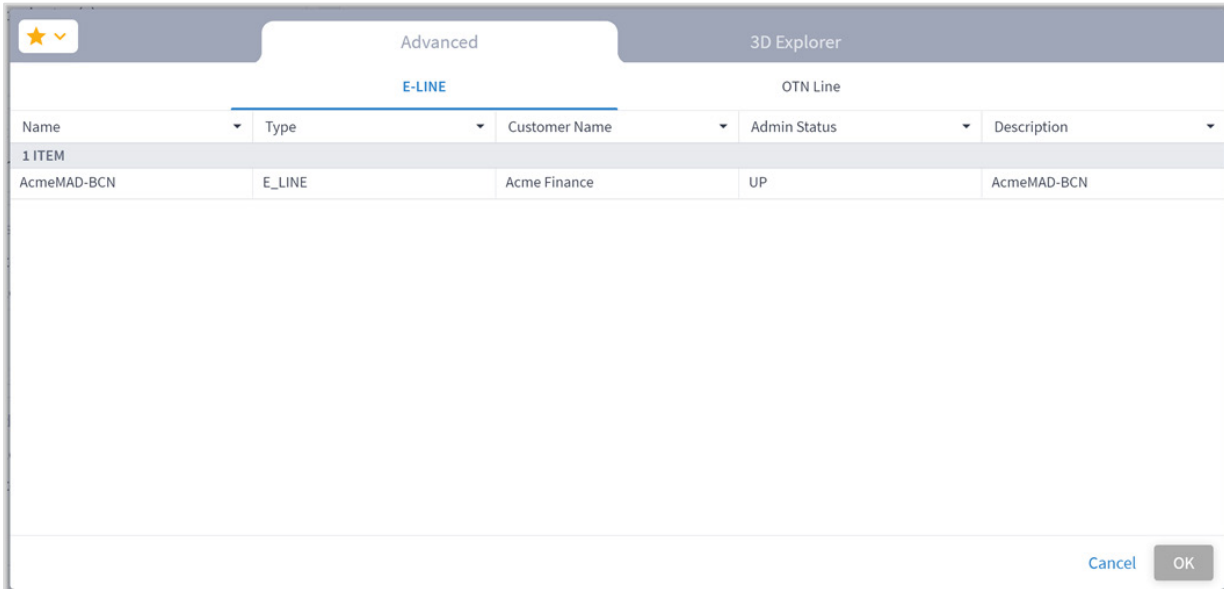 Advanced 3D Explorer
E-LINE OTN Line
Name Type Customer Name Admin Status Description
1 ITEM
AcmeMAD-BCN E_LINE Acme Finance UP AcmeMAD-BCN
Cancel OK